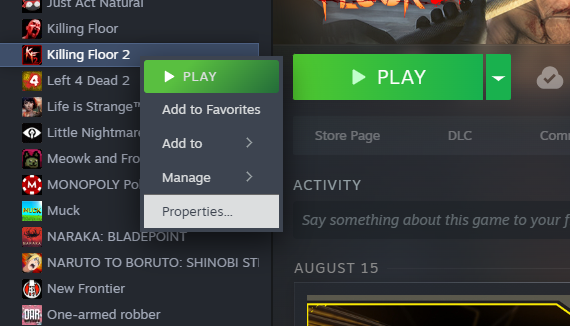 Just Act Natural
Killing Floor
Killing Floor 2
Left 4 Dead 2
Life is Strange™
Little Nightmar
Meowk and Fro
MONOPOLY Po
Muck
NARAKA: BLADEPOINT
NARUTO TO BORUTO: SHINOBI STI
New Frontier
One-armed robber
PLAY
Add to Favorites
Add to
Manage
Properties...
PLAY
Store Page
DLC
Com
ACTIVITY
Say something about this game to your f
AUGUST 15